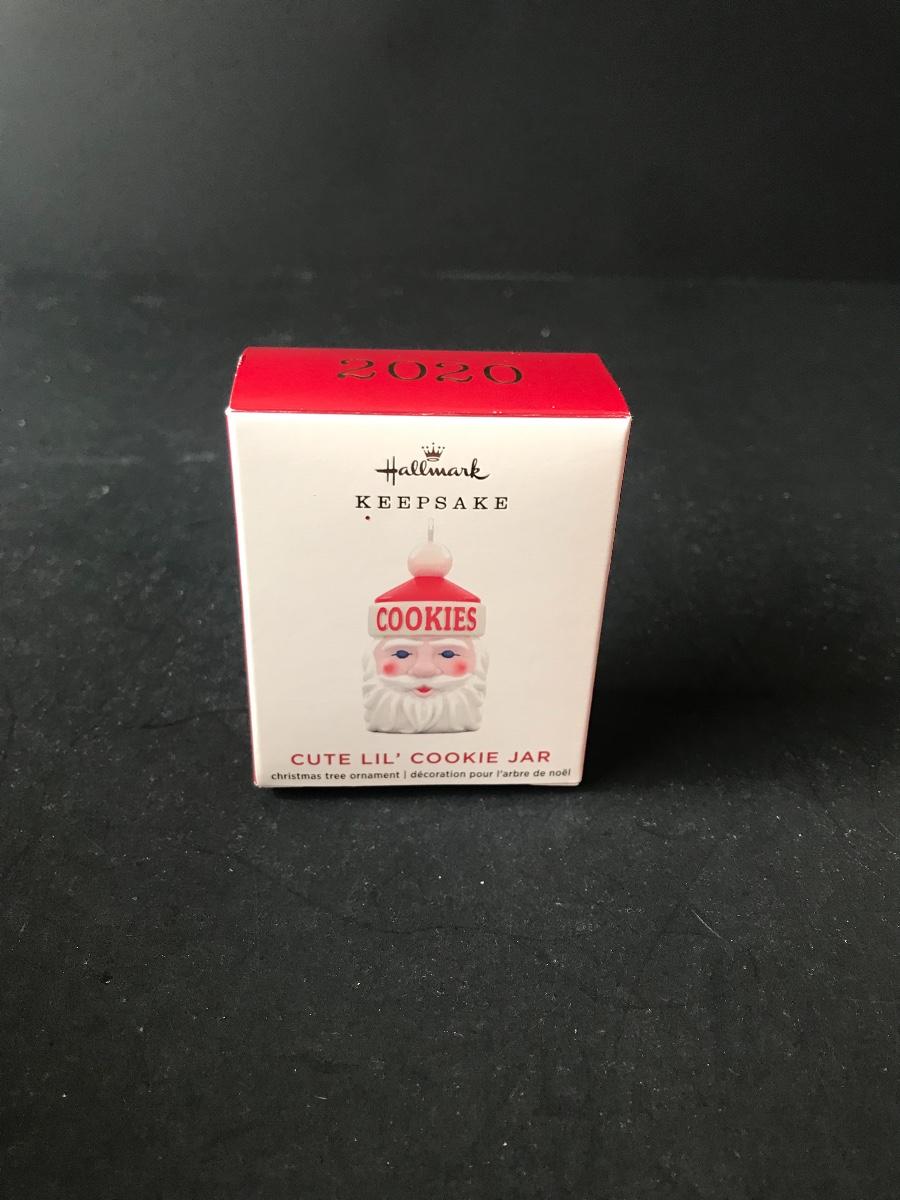 2020
Hallmark
KEEPSAKE
COOKIES
CUTE LIL' COOKIE JAR
christmas tree ornament | décoration pour l'arbre de noël